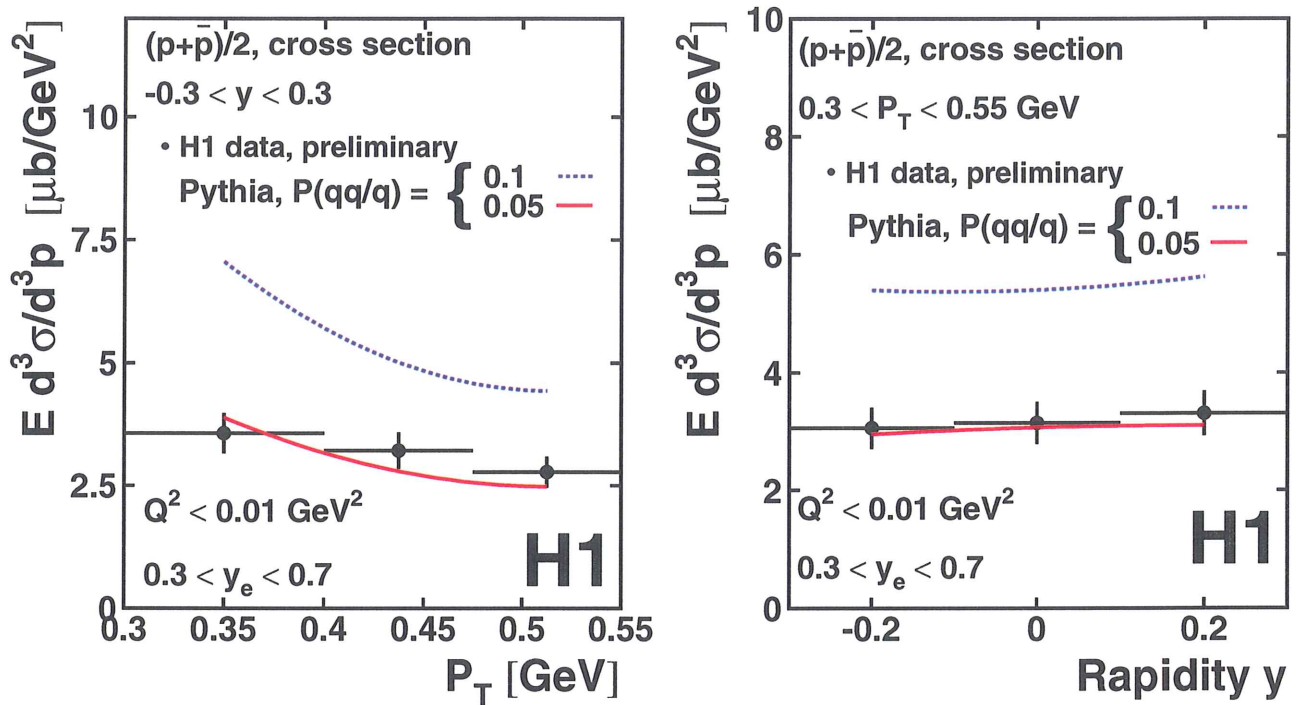 E d³σ/d³p [μb/GeV²]
(p+p̄)/2, cross section
-0.3 < y < 0.3
• H1 data, preliminary
Pythia, P(qq/q) = { 0.1
0.05
Q² < 0.01 GeV²
0.3 < y_e < 0.7
H1
10
7.5
5
2.5
0
0.3 0.35 0.4 0.45 0.5 0.55
P_T [GeV]
E d³σ/d³p [μb/GeV²]
(p+p̄)/2, cross section
0.3 < P_T < 0.55 GeV
• H1 data, preliminary
Pythia, P(qq/q) = { 0.1
0.05
Q² < 0.01 GeV²
0.3 < y_e < 0.7
H1
10
8
6
4
2
0
-0.2 0 0.2
Rapidity y